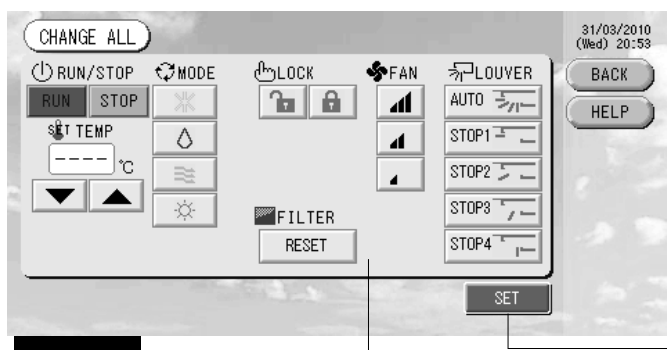 CHANGE ALL
31/03/2010
(Wed) 20:53
RUN/STOP
MODE
LOCK
FAN
LOUVER
BACK
HELP
RUN
STOP
AUTO
SET TEMP
STOP1
----°C
STOP2
STOP3
FILTER
RESET
STOP4
SET